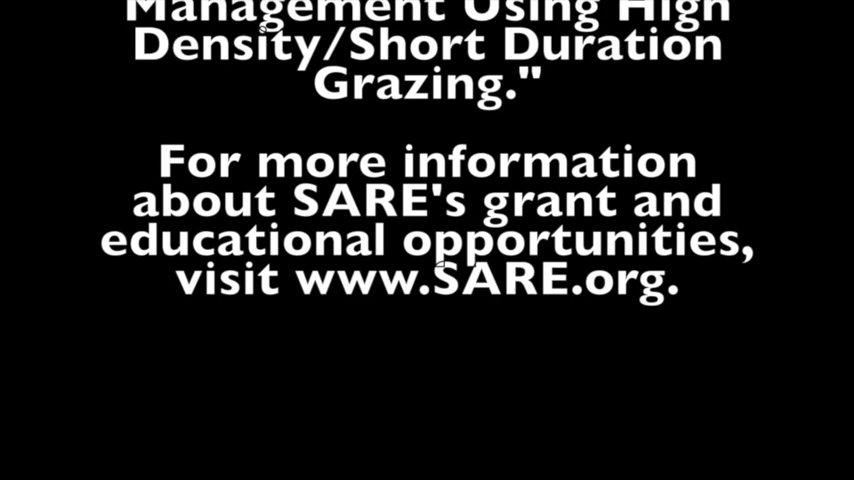 Management Using High
Density/Short Duration
Grazing."
For more information
about SARE's grant and
educational opportunities,
visit www.SARE.org.